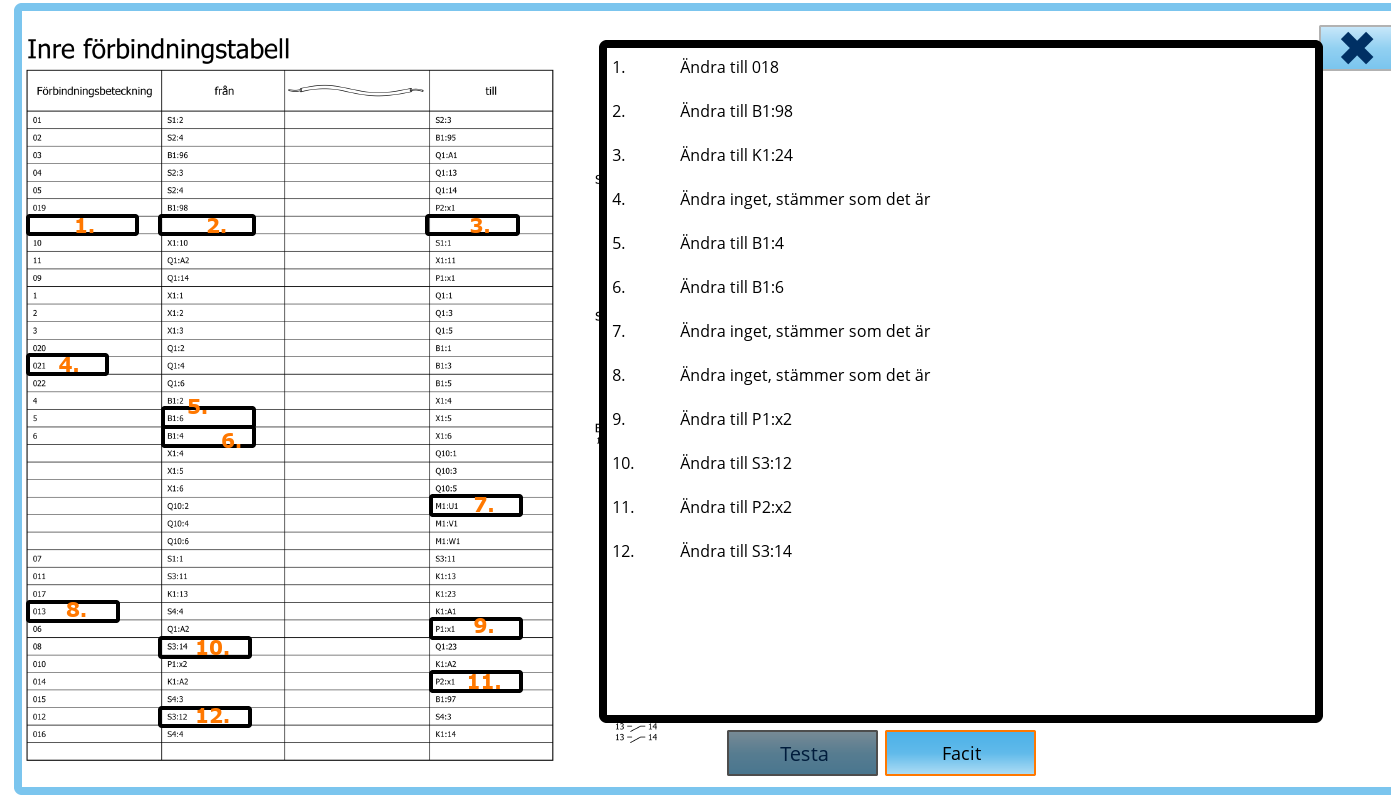 Inre förbindningstabell
Förbindningsbeteckning från till
01 S1:2 S2:3
02 S2:4 B1:95
03 B1:96 Q1:A1
04 S2:3 Q1:13
05 S2:4 Q1:14
019 B1:98 P2:x1
1. 2. 3.
10 X1:10 S1:1
11 Q1:A2 X1:11
09 Q1:14 P1:x1
1 X1:1 Q1:1
2 X1:2 Q1:3
3 X1:3 Q1:5
020 Q1:2 B1:1
021 4. Q1:4 B1:3
022 Q1:6 B1:5
4 B1:2 X1:4
5 B1:6 5. X1:5
6 B1:4 6. X1:6
X1:4 Q10:1
X1:5 Q10:3
X1:6 Q10:5
Q10:2 M1:U1 7.
Q10:4 M1:V1
Q10:6 M1:W1
07 S1:1 S3:11
011 S3:11 K1:13
017 K1:13 K1:23
013 8. S4:4 K1:A1
06 Q1:A2 P1:x1 9.
08 S3:14 10. Q1:23
010 P1:x2 K1:A2
014 K1:A2 P2:x1 11.
015 S4:3 B1:97
012 S3:12 12. S4:3
016 S4:4 K1:14
1. Ändra till 018
2. Ändra till B1:98
3. Ändra till K1:24
4. Ändra inget, stämmer som det är
5. Ändra till B1:4
6. Ändra till B1:6
7. Ändra inget, stämmer som det är
8. Ändra inget, stämmer som det är
9. Ändra till P1:x2
10. Ändra till S3:12
11. Ändra till P2:x2
12. Ändra till S3:14
13 14
13 14
Testa Facit